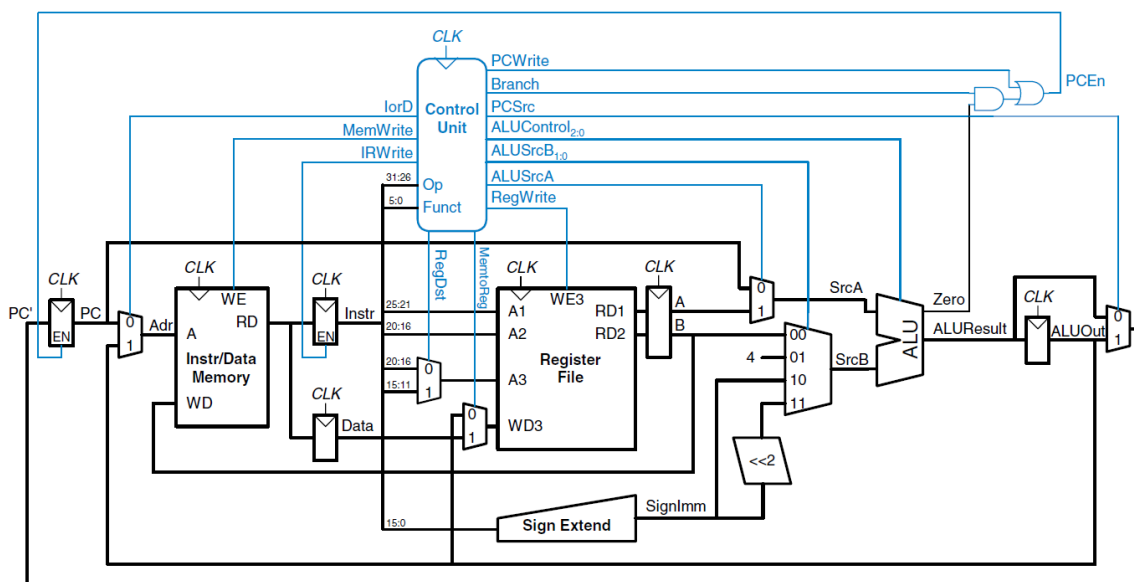 CLK
PCWrite
Branch
PCEn
IorD
Control
Unit
PCSrc
MemWrite
ALUControl2:0
IRWrite
ALUSrcB1:0
31:26
Op
ALUSrcA
5:0
Funct
RegWrite
RegDst
MemtoReg
CLK
CLK
CLK
CLK
CLK
PC'
EN
PC
0
1
Adr
WE
A
RD
Instr/Data
Memory
WD
EN
Instr
CLK
Data
25:21
20:16
20:16
15:11
0
1
0
1
A1
A2
A3
WD3
WE3
RD1
RD2
Register
File
A
B
0
1
SrcA
4
00
01
10
11
SrcB
ALU
Zero
ALUResult
CLK
ALUOut
0
1
<<2
15:0
Sign Extend
SignImm